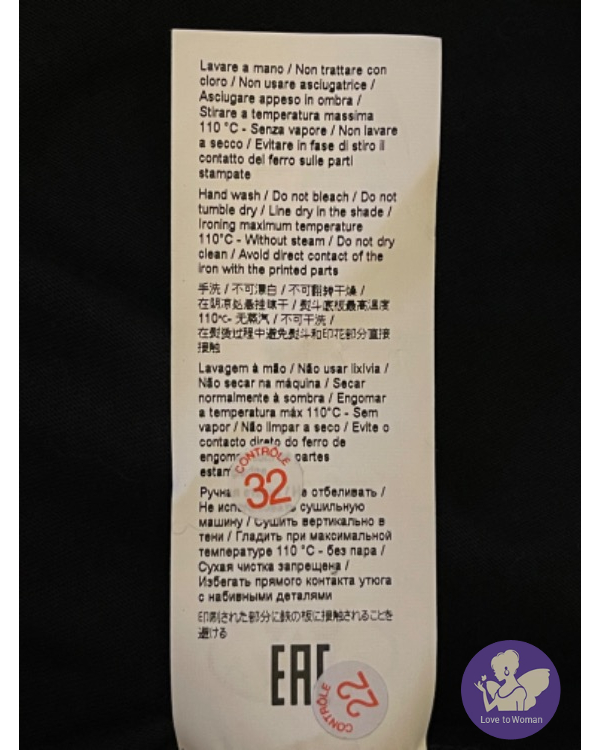 Lavare a mano / Non trattare con
cloro / Non usare asciugatrice /
Asciugare appeso in ombra /
Stirare a temperatura massima
110 °C - Senza vapore / Non lavare
a secco / Evitare in fase di stiro il
contatto del ferro sulle parti
stampate
Hand wash / Do not bleach / Do not
tumble dry / Line dry in the shade /
Ironing maximum temperature
110°C - Without steam / Do not dry
clean / Avoid direct contact of the
iron with the printed parts
手洗 / 不可漂白 / 不可翻转干燥 /
在阴凉处悬挂晾干 / 熨斗底板最高温度
110℃- 无蒸汽 / 不可干洗 /
在熨烫过程中避免熨斗和印花部分直接
接触
Lavagem à mão / Não usar lixívia /
Não secar na máquina / Secar
normalmente à sombra / Engomar
a temperatura máx 110°C - Sem
vapor / Não limpar a seco / Evite o
contacto direto do ferro de
partes
CONTRÔLE
32
Ручная отбеливать /
Не сушильную
машину / Сушить вертикально в
тени / Гладить при максимальной
температуре 110 °C - без пара /
Сухая чистка запрещена /
Избегать прямого контакта утюга
с набивными деталями
印刷された部分に鉄の板に接触されることを
避ける
EAC
22
CONTRÔLE
Love to Woman